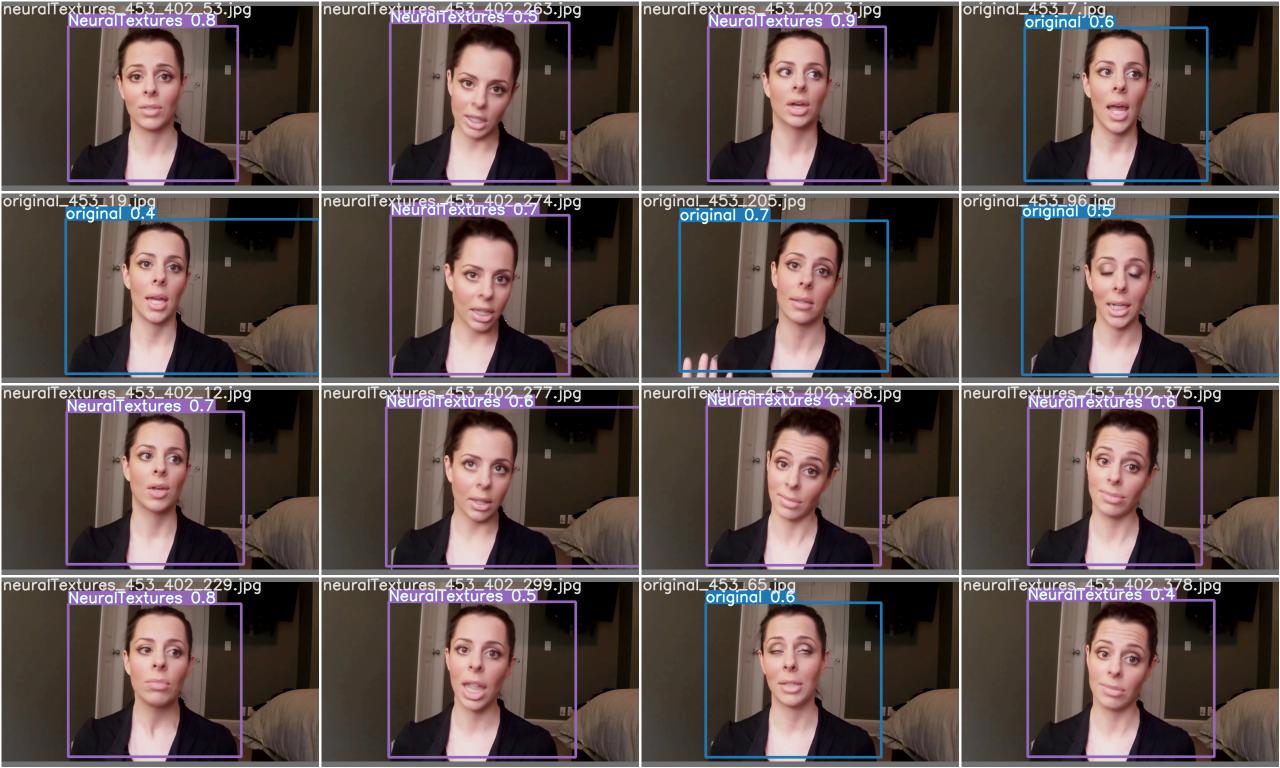 neuralTextures_453_402_53.jpg
NeuralTextures 0.8
neuralTextures_453_402_263.jpg
NeuralTextures 0.5
neuralTextures_453_402_3.jpg
NeuralTextures 0.9
original_453_7.jpg
original 0.6
original_453_19.jpg
original 0.4
neuralTextures_453_402_274.jpg
NeuralTextures 0.7
original_453_205.jpg
original 0.7
original_453_96.jpg
original 0.5
neuralTextures_453_402_12.jpg
NeuralTextures 0.7
neuralTextures_453_402_277.jpg
NeuralTextures 0.6
neuralTextures_453_402_368.jpg
NeuralTextures 0.4
neuralTextures_453_402_375.jpg
NeuralTextures 0.6
neuralTextures_453_402_229.jpg
NeuralTextures 0.8
neuralTextures_453_402_299.jpg
NeuralTextures 0.5
original_453_65.jpg
original 0.6
neuralTextures_453_402_378.jpg
NeuralTextures 0.4